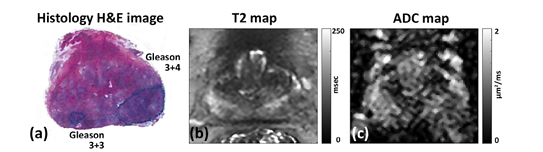 Histology H&E image
T2 map
ADC map
Gleason
3+4
Gleason
3+3
(a)
(b)
(c)
250
msec
0
2
µm²/ms
0